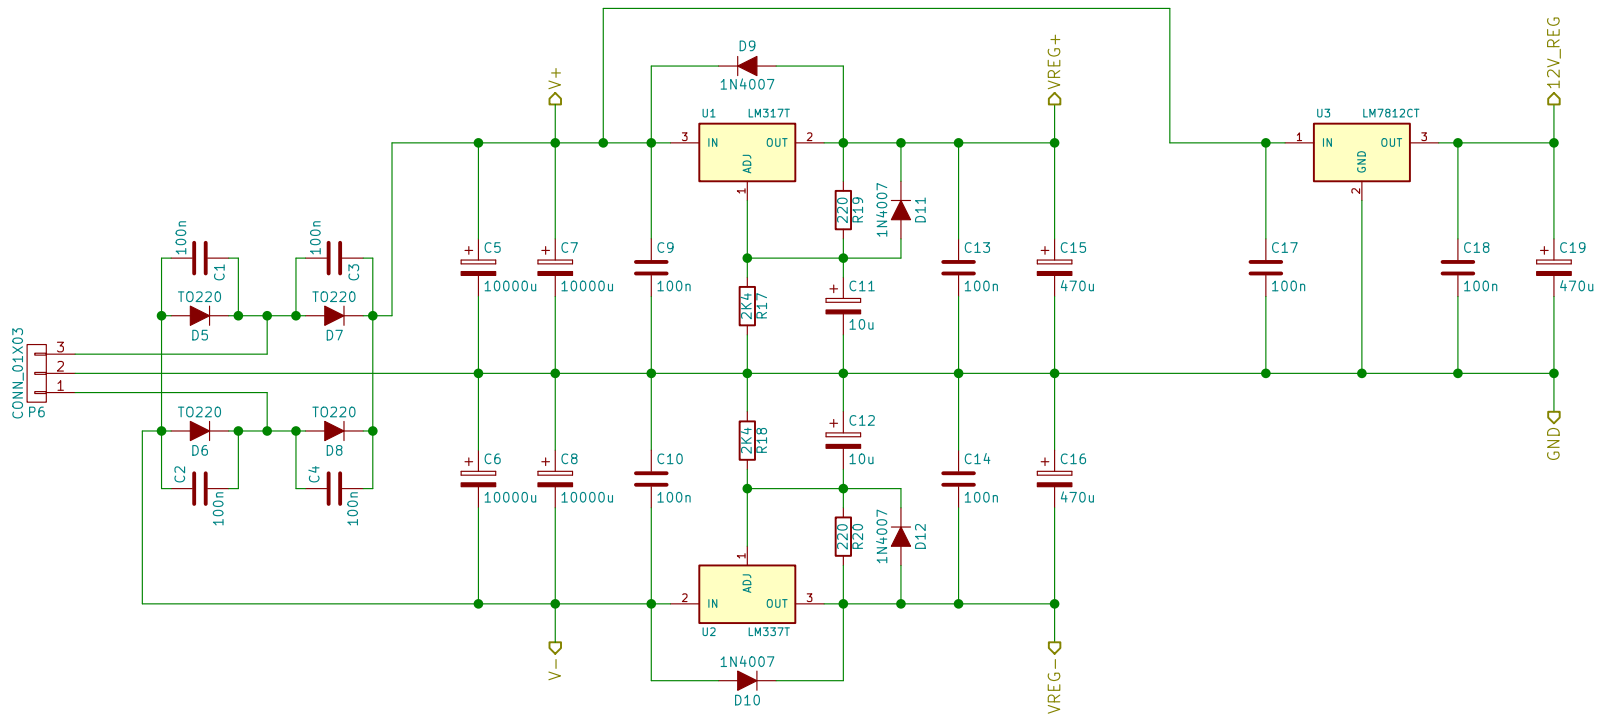 12V_REG
VREG+
V+
D9
1N4007
U1 LM317T
3 IN OUT 2
ADJ
1
U3 LM7812CT
1 IN OUT 3
GND
2
220
R19
1N4007
D11
100n
C1
100n
C3
C5
10000u
C7
10000u
C9
100n
C13
100n
C15
470u
C17
100n
C18
100n
C19
470u
TO220
D5
TO220
D7
2K4
R17
C11
10u
CONN_01X03
P6
3
2
1
TO220
D6
TO220
D8
C2
100n
C4
100n
C6
10000u
C8
10000u
C10
100n
2K4
R18
C12
10u
C14
100n
C16
470u
GND
220
R20
1N4007
D12
1
ADJ
2 IN OUT 3
U2 LM337T
1N4007
D10
V-
VREG-